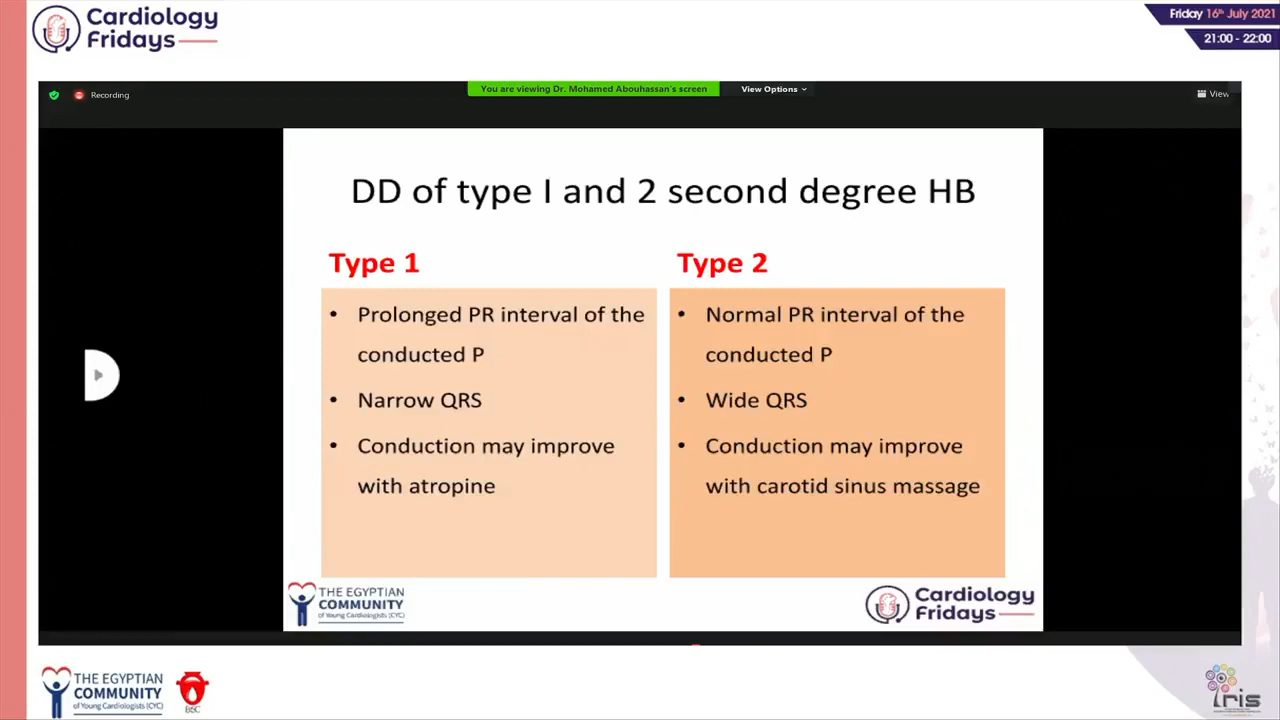 Cardiology
Fridays
Friday 16th July 2021
21:00 - 22:00
Recording
You are viewing Dr. Mohamed Abouhassan's screen
View Options
View
DD of type I and 2 second degree HB
Type 1
• Prolonged PR interval of the
conducted P
• Narrow QRS
• Conduction may improve
with atropine
Type 2
• Normal PR interval of the
conducted P
• Wide QRS
• Conduction may improve
with carotid sinus massage
THE EGYPTIAN
COMMUNITY
of Young Cardiologists (CYC)
Cardiology
Fridays
THE EGYPTIAN
COMMUNITY
of Young Cardiologists (CYC)
IRIS